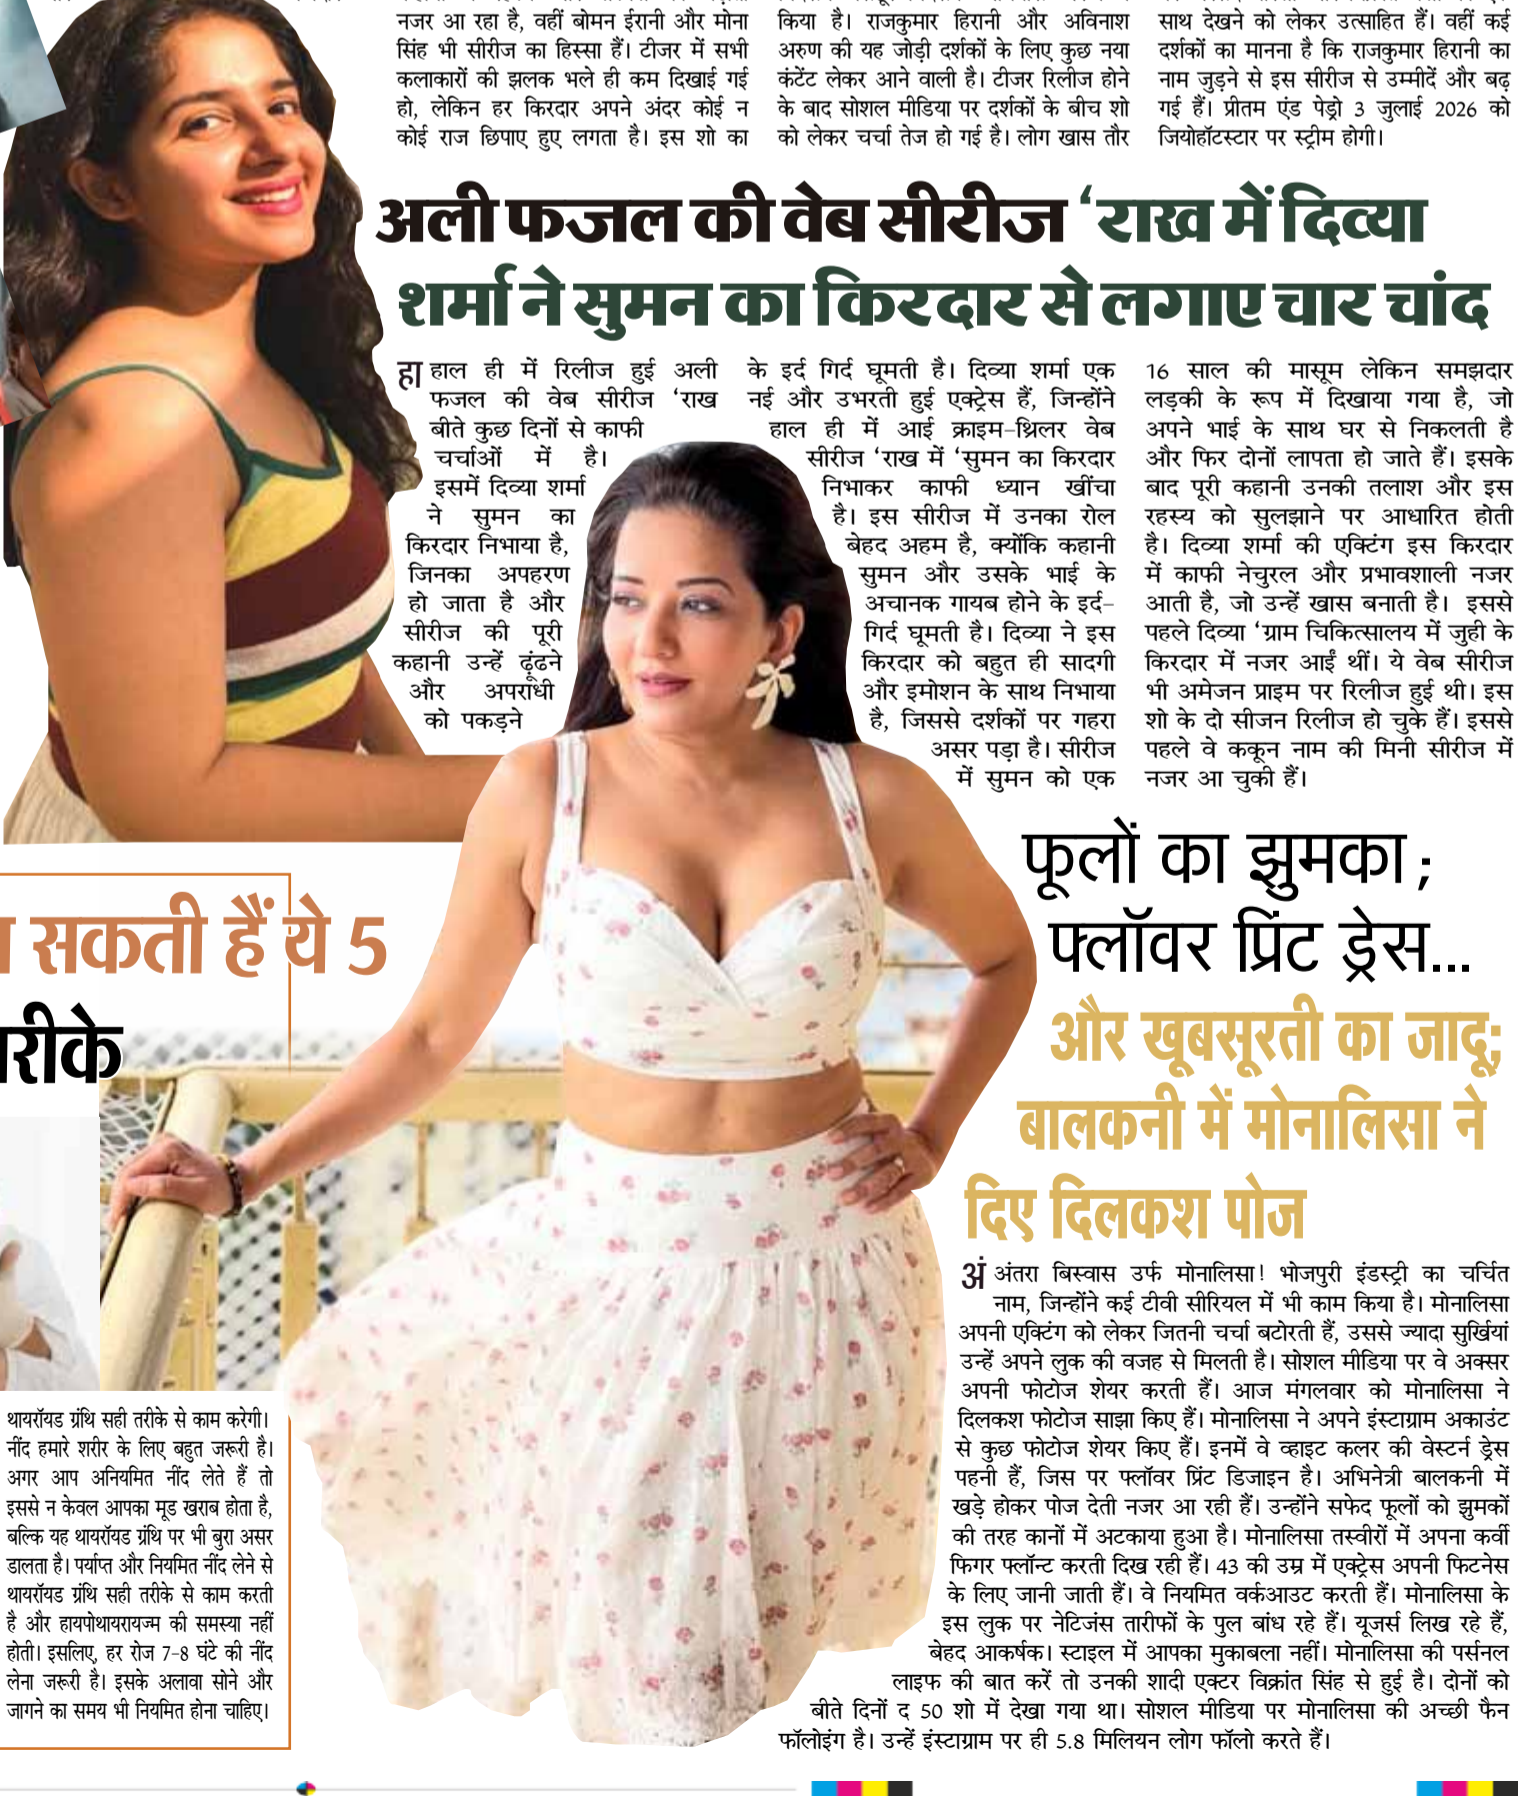 नजर आ रहा है, वहीं बोमन ईरानी और मोना
सिंह भी सीरीज का हिस्सा हैं। टीजर में सभी
कलाकारों की झलक भले ही कम दिखाई गई
हो, लेकिन हर किरदार अपने अंदर कोई न
कोई राज छिपाए हुए लगता है। इस शो का
किया है। राजकुमार हिरानी और अविनाश
अरुण की यह जोड़ी दर्शकों के लिए कुछ नया
कंटेंट लेकर आने वाली है। टीजर रिलीज होने
के बाद सोशल मीडिया पर दर्शकों के बीच शो
को लेकर चर्चा तेज हो गई है। लोग खास तौर
साथ देखने को लेकर उत्साहित हैं। वहीं कई
दर्शकों का मानना है कि राजकुमार हिरानी का
नाम जुड़ने से इस सीरीज से उम्मीदें और बढ़
गई हैं। प्रीतम एंड पेड्रो 3 जुलाई 2026 को
जियोहॉटस्टार पर स्ट्रीम होगी।
अली फजल की वेब सीरीज ‘राख में दिव्या
शर्मा ने सुमन का किरदार से लगाए चार चांद
हा हाल ही में रिलीज हुई अली
फजल की वेब सीरीज ‘राख
बीते कुछ दिनों से काफी
चर्चाओं में है।
इसमें दिव्या शर्मा
ने सुमन का
किरदार निभाया है,
जिनका अपहरण
हो जाता है और
सीरीज की पूरी
कहानी उन्हें ढूंढने
और अपराधी
को पकड़ने
के इर्द गिर्द घूमती है। दिव्या शर्मा एक
नई और उभरती हुई एक्ट्रेस हैं, जिन्होंने
हाल ही में आई क्राइम-थ्रिलर वेब
सीरीज ‘राख में ‘सुमन का किरदार
निभाकर काफी ध्यान खींचा
है। इस सीरीज में उनका रोल
बेहद अहम है, क्योंकि कहानी
सुमन और उसके भाई के
अचानक गायब होने के इर्द-
गिर्द घूमती है। दिव्या ने इस
किरदार को बहुत ही सादगी
और इमोशन के साथ निभाया
है, जिससे दर्शकों पर गहरा
असर पड़ा है। सीरीज
में सुमन को एक
16 साल की मासूम लेकिन समझदार
लड़की के रूप में दिखाया गया है, जो
अपने भाई के साथ घर से निकलती है
और फिर दोनों लापता हो जाते हैं। इसके
बाद पूरी कहानी उनकी तलाश और इस
रहस्य को सुलझाने पर आधारित होती
है। दिव्या शर्मा की एक्टिंग इस किरदार
में काफी नेचुरल और प्रभावशाली नजर
आती है, जो उन्हें खास बनाती है। इससे
पहले दिव्या ‘ग्राम चिकित्सालय में जुही के
किरदार में नजर आई थीं। ये वेब सीरीज
भी अमेजन प्राइम पर रिलीज हुई थी। इस
शो के दो सीजन रिलीज हो चुके हैं। इससे
पहले वे ककून नाम की मिनी सीरीज में
नजर आ चुकी हैं।
सकती हैं ये 5
रीके
थायरॉयड ग्रंथि सही तरीके से काम करेगी।
नींद हमारे शरीर के लिए बहुत जरूरी है।
अगर आप अनियमित नींद लेते हैं तो
इससे न केवल आपका मूड खराब होता है,
बल्कि यह थायरॉयड ग्रंथि पर भी बुरा असर
डालता है। पर्याप्त और नियमित नींद लेने से
थायरॉयड ग्रंथि सही तरीके से काम करती
है और हायपोथायरायज्म की समस्या नहीं
होती। इसलिए, हर रोज 7-8 घंटे की नींद
लेना जरूरी है। इसके अलावा सोने और
जागने का समय भी नियमित होना चाहिए।
फूलों का झुमका;
फ्लॉवर प्रिंट ड्रेस...
और खूबसूरती का जादू;
बालकनी में मोनालिसा ने
दिए दिलकश पोज
अं अंतरा बिस्वास उर्फ मोनालिसा! भोजपुरी इंडस्ट्री का चर्चित
नाम, जिन्होंने कई टीवी सीरियल में भी काम किया है। मोनालिसा
अपनी एक्टिंग को लेकर जितनी चर्चा बटोरती हैं, उससे ज्यादा सुर्खियां
उन्हें अपने लुक की वजह से मिलती है। सोशल मीडिया पर वे अक्सर
अपनी फोटोज शेयर करती हैं। आज मंगलवार को मोनालिसा ने
दिलकश फोटोज साझा किए हैं। मोनालिसा ने अपने इंस्टाग्राम अकाउंट
से कुछ फोटोज शेयर किए हैं। इनमें वे व्हाइट कलर की वेस्टर्न ड्रेस
पहनी हैं, जिस पर फ्लॉवर प्रिंट डिजाइन है। अभिनेत्री बालकनी में
खड़े होकर पोज देती नजर आ रही हैं। उन्होंने सफेद फूलों को झुमकों
की तरह कानों में अटकाया हुआ है। मोनालिसा तस्वीरों में अपना कर्वी
फिगर फ्लॉन्ट करती दिख रही हैं। 43 की उम्र में एक्ट्रेस अपनी फिटनेस
के लिए जानी जाती हैं। वे नियमित वर्कआउट करती हैं। मोनालिसा के
इस लुक पर नेटिजंस तारीफों के पुल बांध रहे हैं। यूजर्स लिख रहे हैं,
बेहद आकर्षक। स्टाइल में आपका मुकाबला नहीं। मोनालिसा की पर्सनल
लाइफ की बात करें तो उनकी शादी एक्टर विक्रांत सिंह से हुई है। दोनों को
बीते दिनों द 50 शो में देखा गया था। सोशल मीडिया पर मोनालिसा की अच्छी फैन
फॉलोइंग है। उन्हें इंस्टाग्राम पर ही 5.8 मिलियन लोग फॉलो करते हैं।